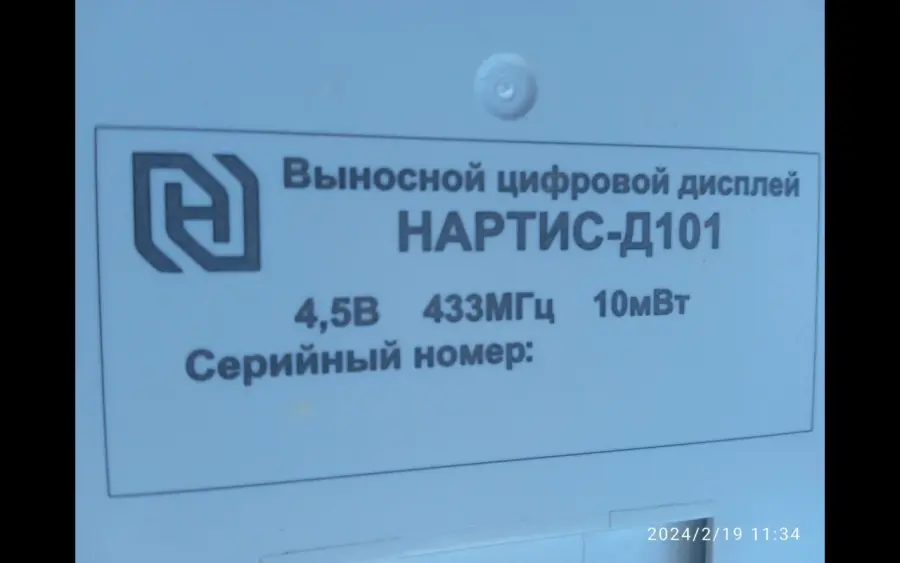 Выносной цифровой дисплей
НАРТИС-Д101
4,5В 433МГц 10мВт
Серийный номер:
2024/2/19 11:34